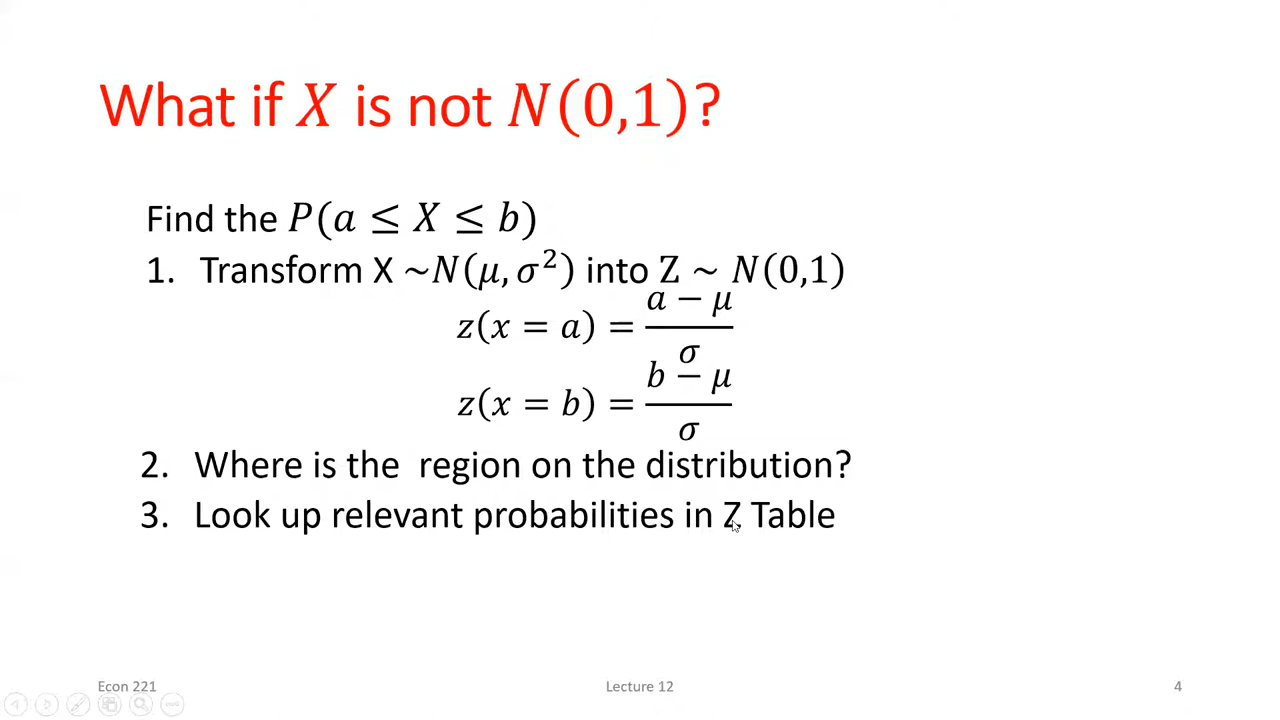 What if X is not N(0,1)?
Find the P(a ≤ X ≤ b)
1. Transform X ~N(μ, σ²) into Z ~ N(0,1)
z(x = a) = (a − μ)/σ
z(x = b) = (b − μ)/σ
2. Where is the region on the distribution?
3. Look up relevant probabilities in Z Table
Econ 221 Lecture 12 4